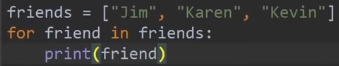 friends = ["Jim", "Karen", "Kevin"]
for friend in friends:
    print(friend)